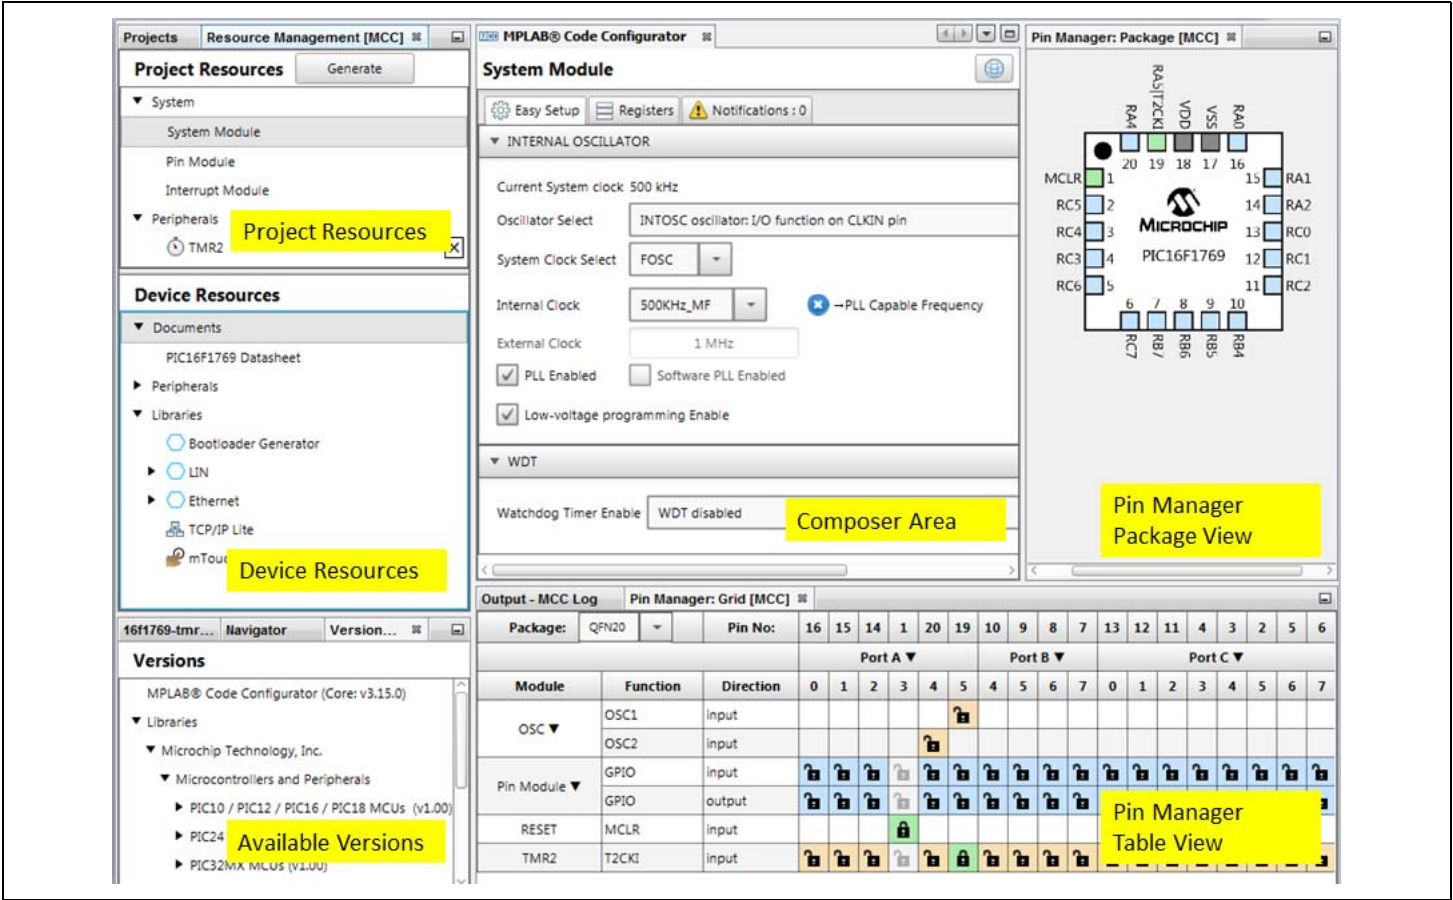 Projects
Resource Management [MCC]
Project Resources
Generate
System
System Module
Pin Module
Interrupt Module
Peripherals
TMR2
Project Resources
Device Resources
Documents
PIC16F1769 Datasheet
Peripherals
Libraries
Bootloader Generator
LIN
Ethernet
TCP/IP Lite
mTouc
Device Resources
16f1769-tmr...
Navigator
Version...
Versions
MPLAB® Code Configurator (Core: v3.15.0)
Libraries
Microchip Technology, Inc.
Microcontrollers and Peripherals
PIC10 / PIC12 / PIC16 / PIC18 MCUs (v1.00)
PIC24
PIC32MX MCUs (v1.00)
Available Versions
MPLAB® Code Configurator
System Module
Easy Setup
Registers
Notifications : 0
INTERNAL OSCILLATOR
Current System clock 500 kHz
Oscillator Select INTOSC oscillator: I/O function on CLKIN pin
System Clock Select FOSC
Internal Clock 500KHz_MF →PLL Capable Frequency
External Clock 1 MHz
PLL Enabled Software PLL Enabled
Low-voltage programming Enable
WDT
Watchdog Timer Enable WDT disabled
Composer Area
Pin Manager: Package [MCC]
RA4 RA5|T2CKI VDD VSS RA0
20 19 18 17 16
MCLR 1 15 RA1
RC5 2 14 RA2
RC4 3 MICROCHIP 13 RC0
RC3 4 PIC16F1769 12 RC1
RC6 5 11 RC2
6 7 8 9 10
RC7 RB7 RB6 RB5 RB4
Pin Manager
Package View
Output - MCC Log
Pin Manager: Grid [MCC]
Package: QFN20 Pin No: 16 15 14 1 20 19 10 9 8 7 13 12 11 4 3 2 5 6
Port A ▼ Port B ▼ Port C ▼
Module Function Direction 0 1 2 3 4 5 4 5 6 7 0 1 2 3 4 5 6 7
OSC ▼ OSC1 input
OSC2 input
Pin Module ▼ GPIO input
GPIO output
RESET MCLR input
TMR2 T2CKI input
Pin Manager
Table View